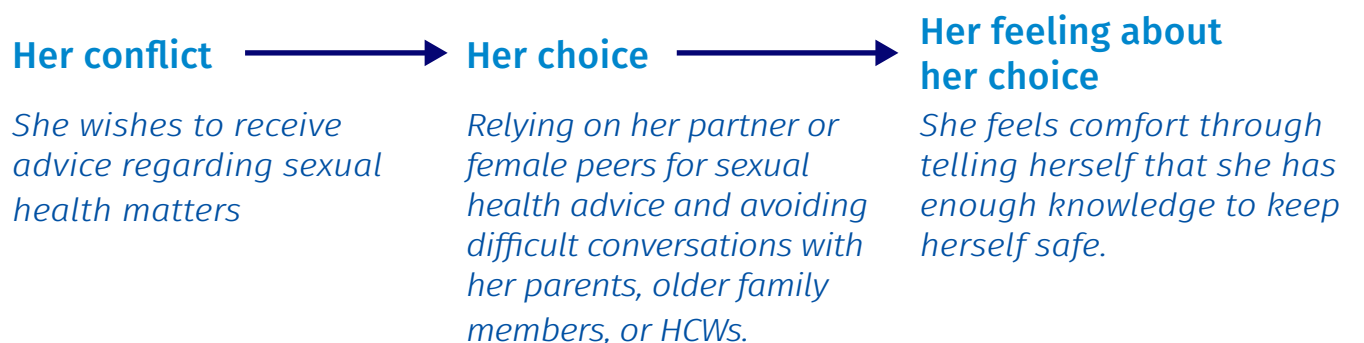 Her conflict
She wishes to receive
advice regarding sexual
health matters
Her choice
Relying on her partner or
female peers for sexual
health advice and avoiding
difficult conversations with
her parents, older family
members, or HCWs.
Her feeling about
her choice
She feels comfort through
telling herself that she has
enough knowledge to keep
herself safe.